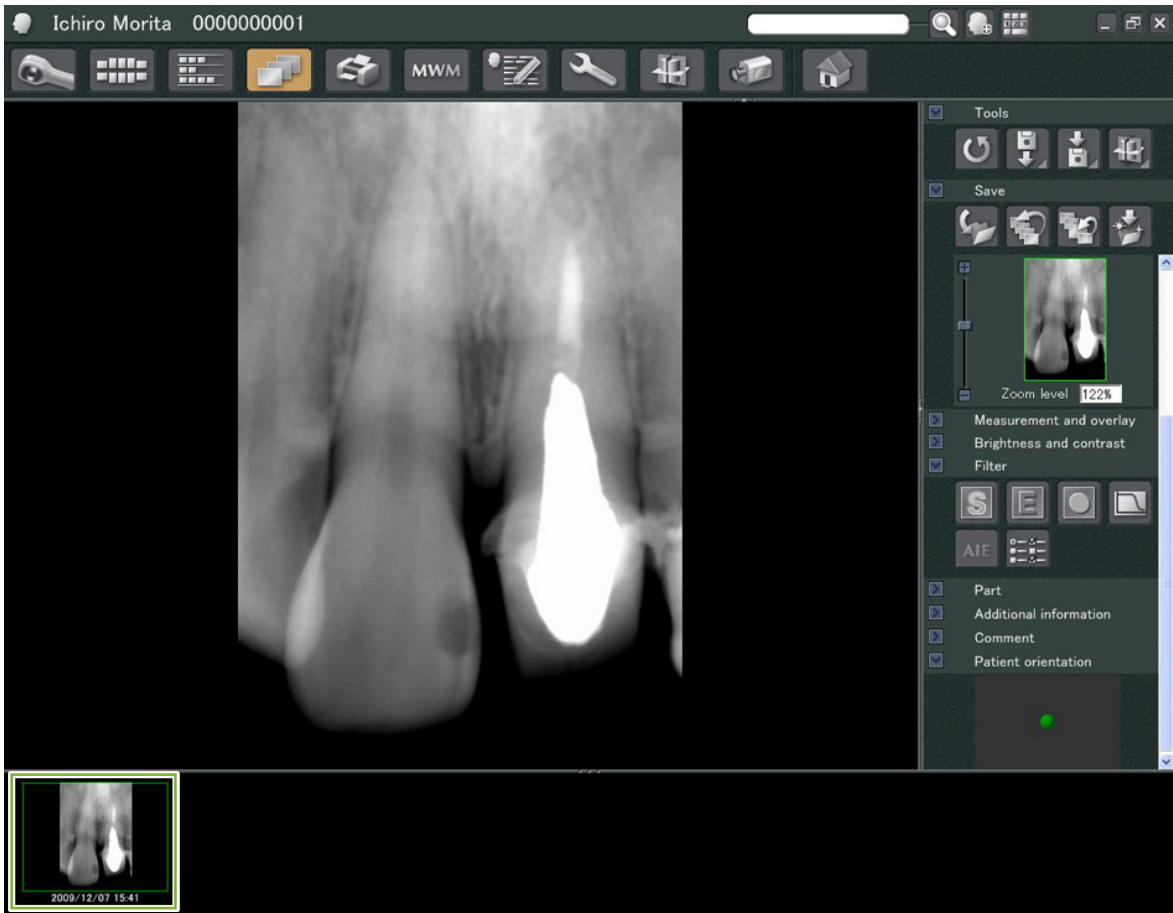 Ichiro Morita 0000000001
MWM
Tools
Save
Zoom level 122%
Measurement and overlay
Brightness and contrast
Filter
S E
AIE
Part
Additional information
Comment
Patient orientation
2009/12/07 15:41